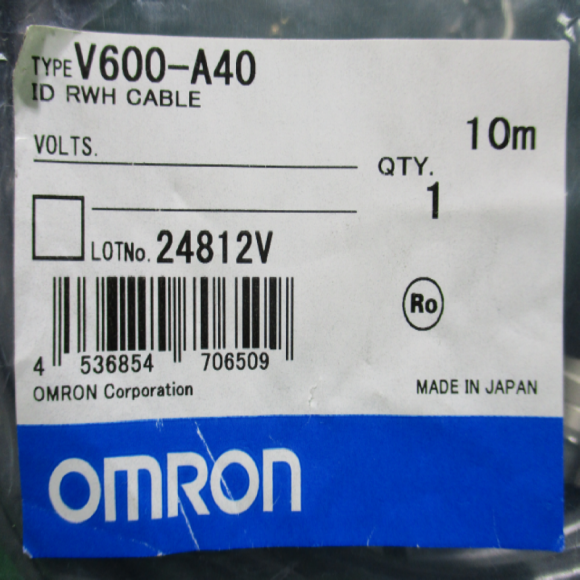 TYPE V600-A40
ID RWH CABLE
10m
VOLTS.
QTY.
1
LOTNo. 24812V
Ro
4 536854 706509
OMRON Corporation
MADE IN JAPAN
OMRON